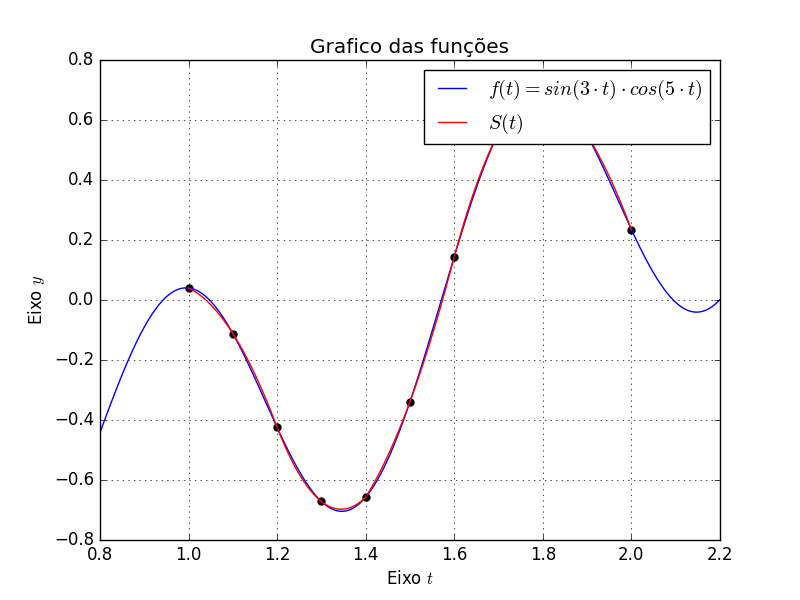 Grafico das funções
f(t) = sin(3 · t) · cos(5 · t)
S(t)
0.8
0.6
0.4
0.2
0.0
−0.2
−0.4
−0.6
−0.8
Eixo y
0.8 1.0 1.2 1.4 1.6 1.8 2.0 2.2
Eixo t